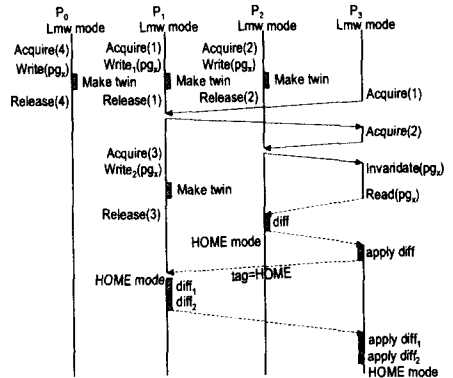 P0 P1 P2 P3
Lmw mode Lmw mode Lmw mode Lmw mode
Acquire(4) Acquire(1) Acquire(2)
Write(pgx) Write1(pgx) Write(pgx)
Make twin Make twin Make twin
Release(4) Release(1) Release(2) Acquire(1)
Acquire(2)
Acquire(3)
Write2(pgx) Invaridate(pgx)
Make twin
Read(pgx)
Release(3) diff
HOME mode
apply diff
HOME mode tag=HOME
diff1
diff2
apply diff1
apply diff2
HOME mode